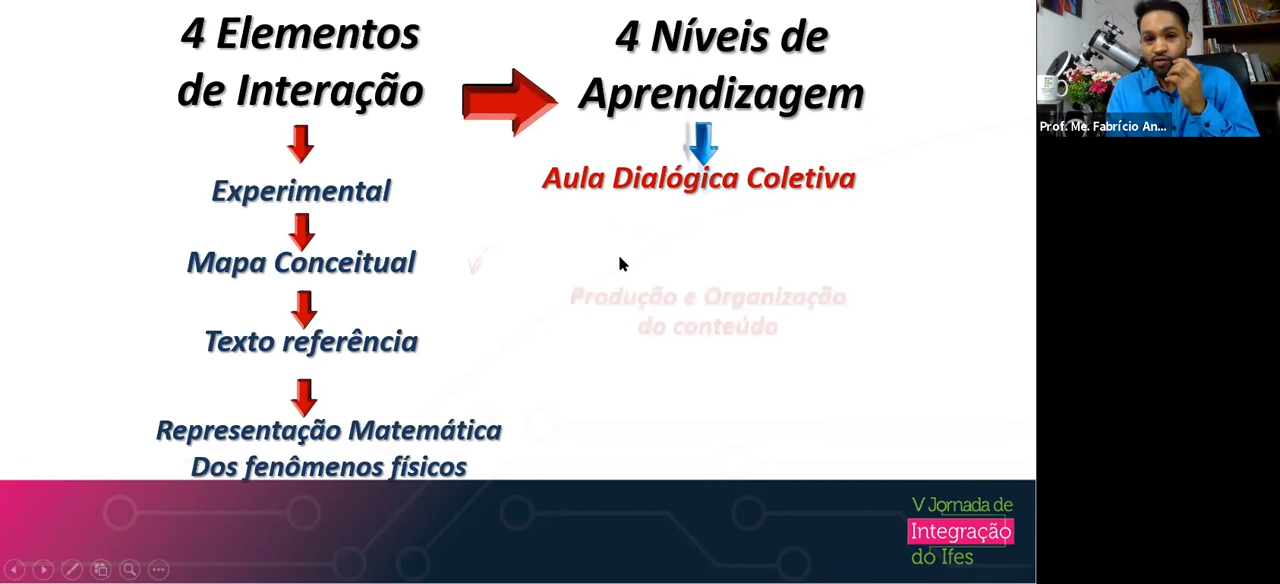 4 Elementos
de Interação
Experimental
Mapa Conceitual
Texto referência
Representação Matemática
Dos fenômenos físicos
4 Níveis de
Aprendizagem
Aula Dialógica Coletiva
Produção e Organização
do conteúdo
V Jornada de
Integração
do Ifes
Prof. Me. Fabrício An...